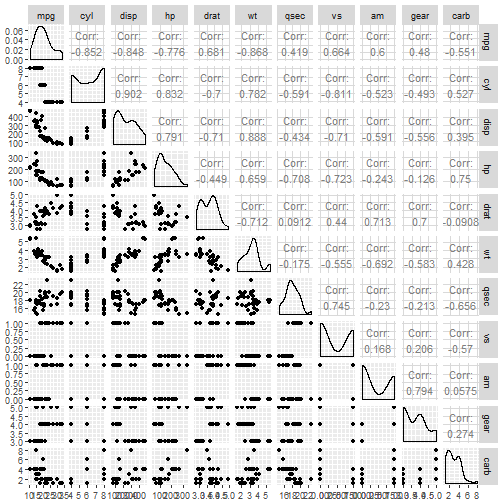 mpg cyl disp hp drat wt qsec vs am gear carb
0.06 Corr: Corr: Corr: Corr: Corr: Corr: Corr: Corr: Corr: Corr: mpg
0.04
0.02 -0.852 -0.848 -0.776 0.681 -0.868 0.419 0.664 0.6 0.48 -0.551
0.00
8 Corr: Corr: Corr: Corr: Corr: Corr: Corr: Corr: Corr: cyl
7
6
5 0.902 0.832 -0.7 0.782 -0.591 -0.811 -0.523 -0.493 0.527
4
400 Corr: Corr: Corr: Corr: Corr: Corr: Corr: Corr: disp
300
200 0.791 -0.71 0.888 -0.434 -0.71 -0.591 -0.556 0.395
100
300 Corr: Corr: Corr: Corr: Corr: Corr: Corr: hp
200
100 -0.449 0.659 -0.708 -0.723 -0.243 -0.126 0.75
5.0 Corr: Corr: Corr: Corr: Corr: Corr: drat
4.5
4.0
3.5 -0.712 0.0912 0.44 0.713 0.7 -0.0908
3.0
5 Corr: Corr: Corr: Corr: Corr: wt
4
3 -0.175 -0.555 -0.692 -0.583 0.428
2
22 Corr: Corr: Corr: Corr: qsec
20
18 0.745 -0.23 -0.213 -0.656
16
1.00 Corr: Corr: Corr: vs
0.75
0.50
0.25 0.168 0.206 -0.57
0.00
1.00 Corr: Corr: am
0.75
0.50
0.25 0.794 0.0575
0.00
5.0 Corr: gear
4.5
4.0
3.5 0.274
3.0
8 carb
6
4
2
2 4 6 8